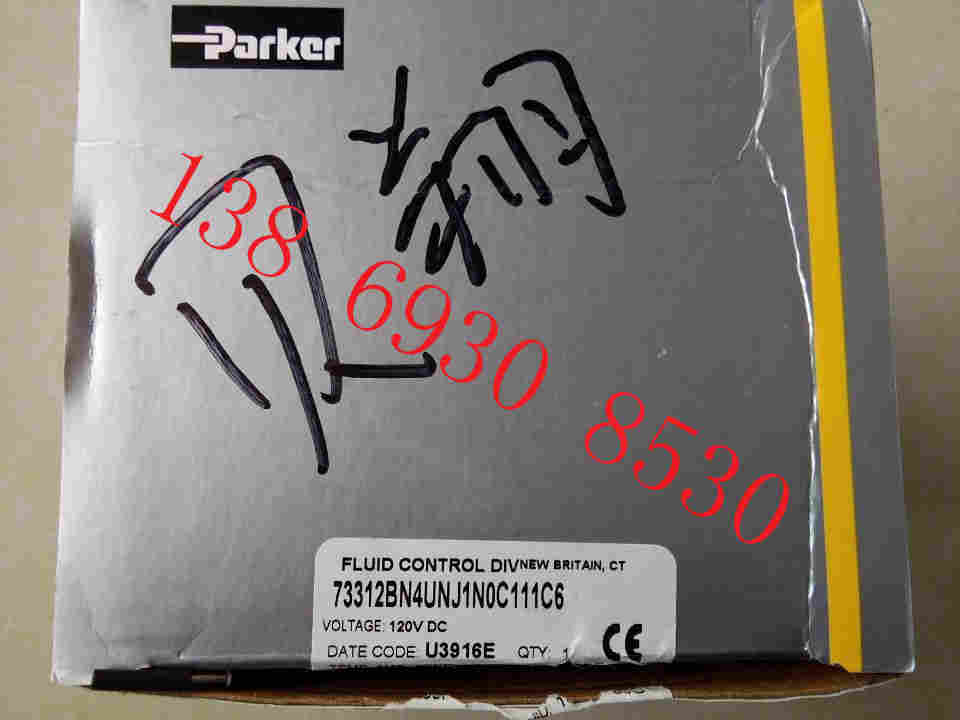 Parker
138 6930 8530
FLUID CONTROL DIV NEW BRITAIN, CT
73312BN4UNJ1N0C111C6
VOLTAGE: 120V DC
DATE CODE: U3916E QTY: 1
CE